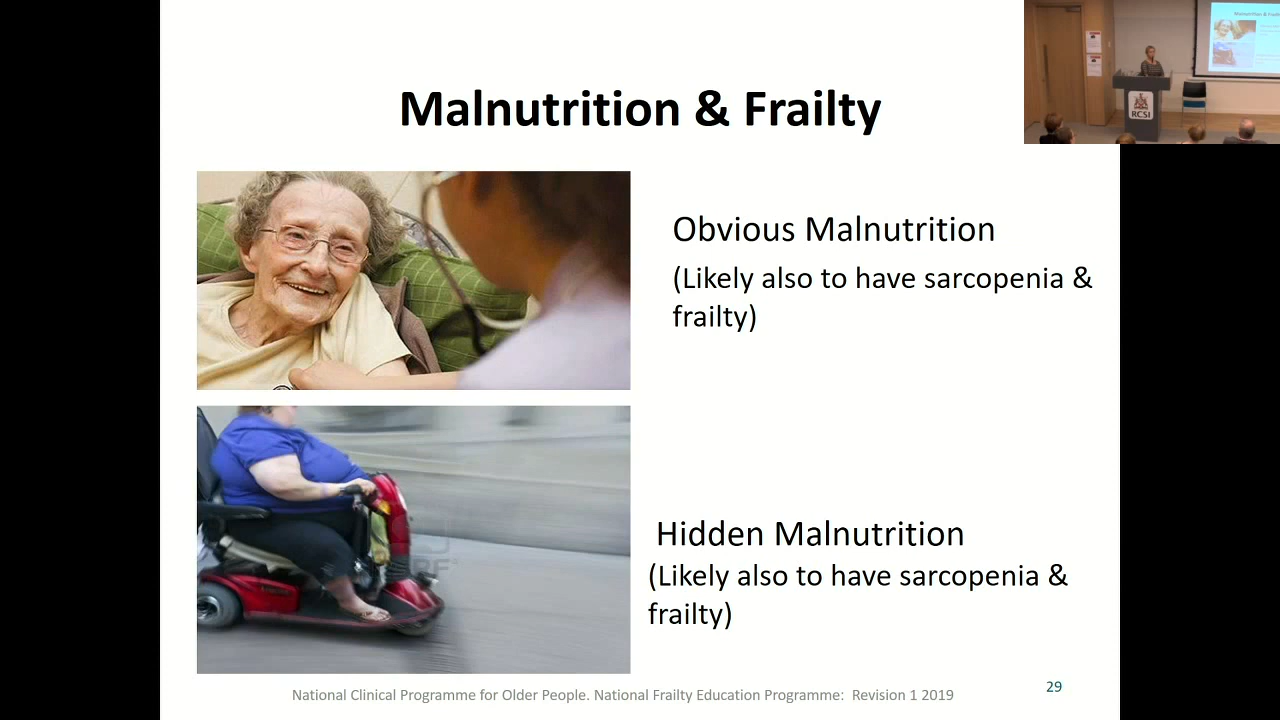 Malnutrition & Frailty
Obvious Malnutrition
(Likely also to have sarcopenia &
frailty)
Hidden Malnutrition
(Likely also to have sarcopenia &
frailty)
National Clinical Programme for Older People. National Frailty Education Programme: Revision 1 2019
29
RCSI